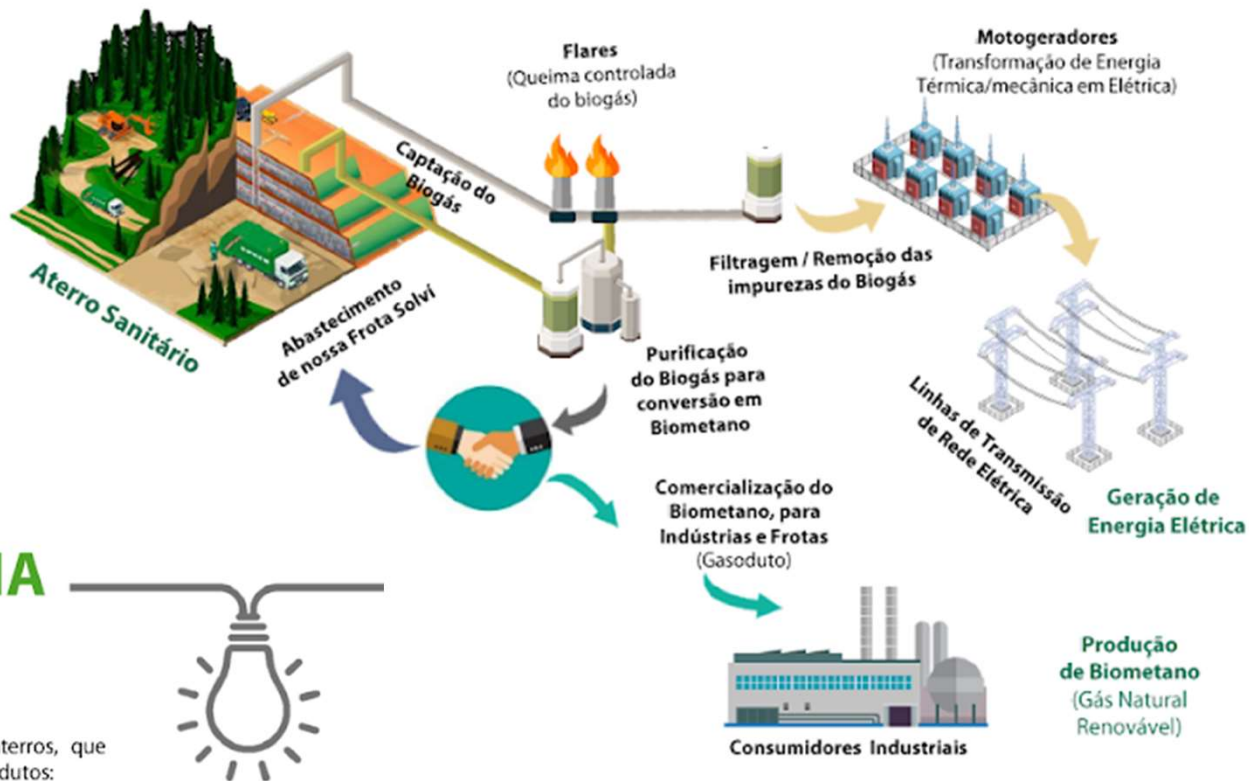 Flares
(Queima controlada
do biogás)
Motogeradores
(Transformação de Energia
Térmica/mecânica em Elétrica)
Captação do
Biogás
Aterro Sanitário
Abastecimento
de nossa Frota Solví
Filtragem / Remoção das
impurezas do Biogás
Purificação
do Biogás para
conversão em
Biometano
Linhas de Transmissão
de Rede Elétrica
Geração de
Energia Elétrica
Comercialização do
Biometano, para
Indústrias e Frotas
(Gasoduto)
Produção
de Biometano
(Gás Natural
Renovável)
Consumidores Industriais
IA
terros, que
dutos: